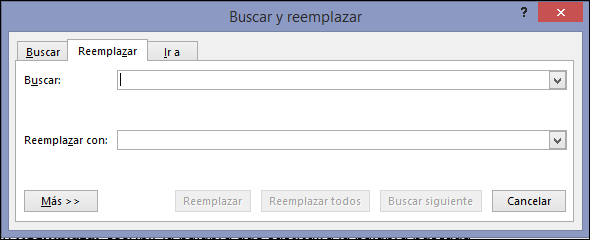 Buscar y reemplazar
?
Buscar Reemplazar Ir a
Buscar:
Reemplazar con:
Más >> Reemplazar Reemplazar todos Buscar siguiente Cancelar